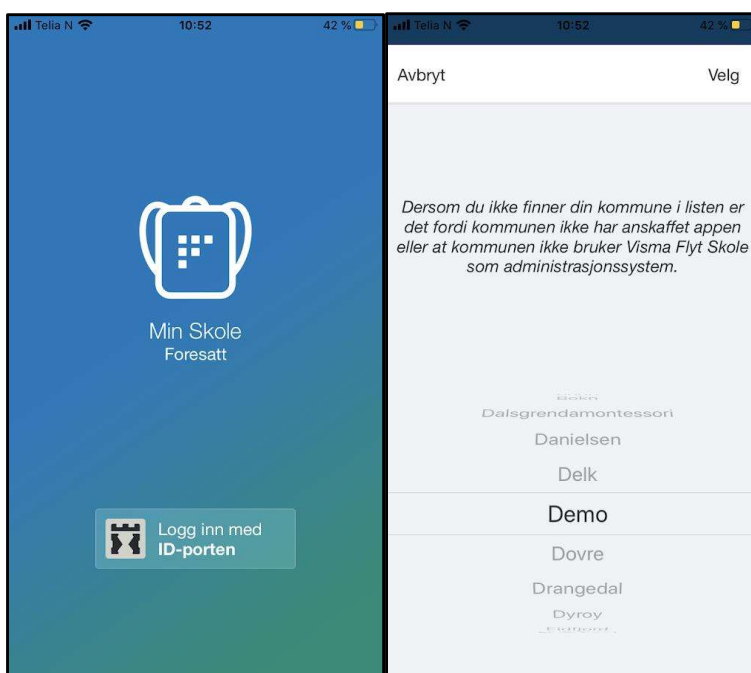 Telia N 10:52 42 %
Min Skole
Foresatt
Logg inn med
ID-porten
Telia N 10:52 42 %
Avbryt Velg
Dersom du ikke finner din kommune i listen er
det fordi kommunen ikke har anskaffet appen
eller at kommunen ikke bruker Visma Flyt Skole
som administrasjonssystem.
Bokn
Dalsgrendamontessori
Danielsen
Delk
Demo
Dovre
Drangedal
Dyroy